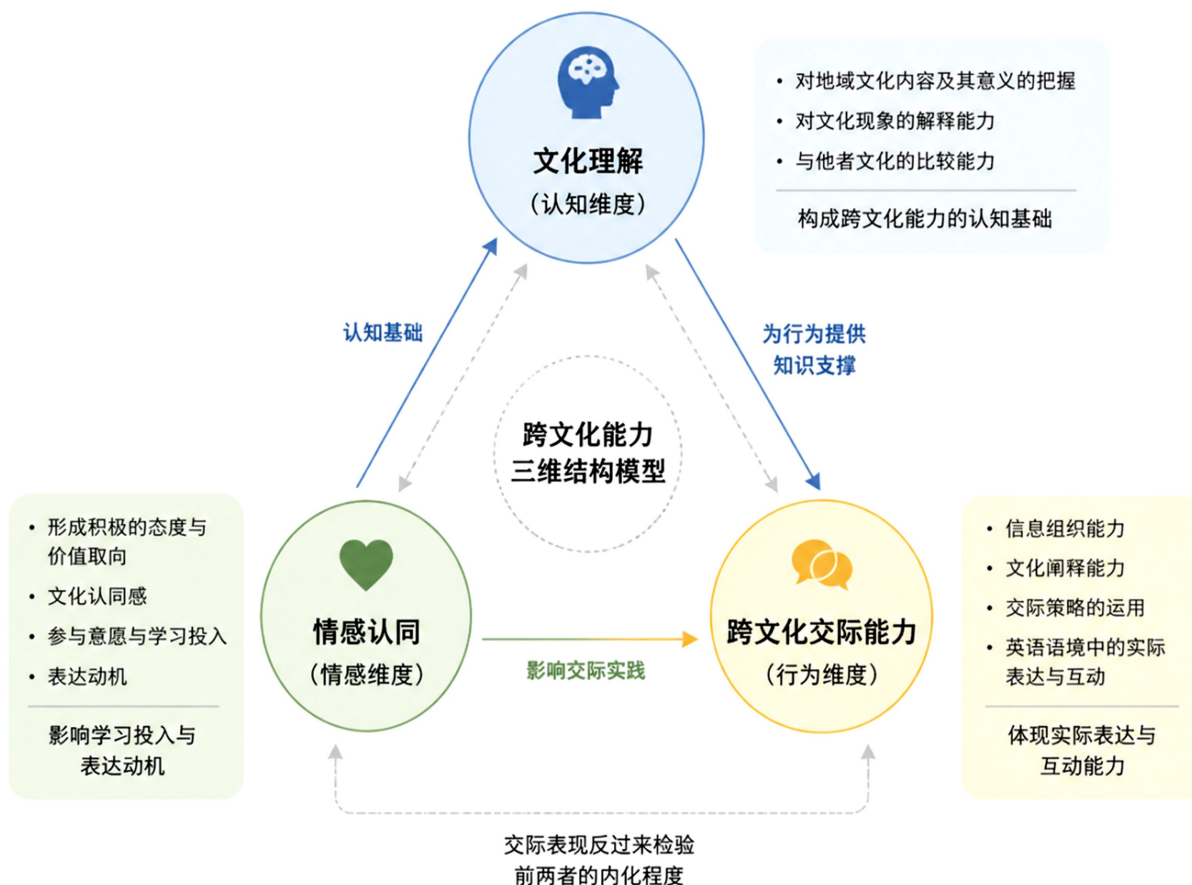 文化理解
（认知维度）
• 对地域文化内容及其意义的把握
• 对文化现象的解释能力
• 与他者文化的比较能力
构成跨文化能力的认知基础
认知基础
为行为提供
知识支撑
跨文化能力
三维结构模型
• 形成积极的态度与
价值取向
• 文化认同感
• 参与意愿与学习投入
• 表达动机
影响学习投入与
表达动机
情感认同
（情感维度）
影响交际实践
跨文化交际能力
（行为维度）
• 信息组织能力
• 文化阐释能力
• 交际策略的运用
• 英语语境中的实际
表达与互动
体现实际表达与
互动能力
交际表现反过来检验
前两者的内化程度